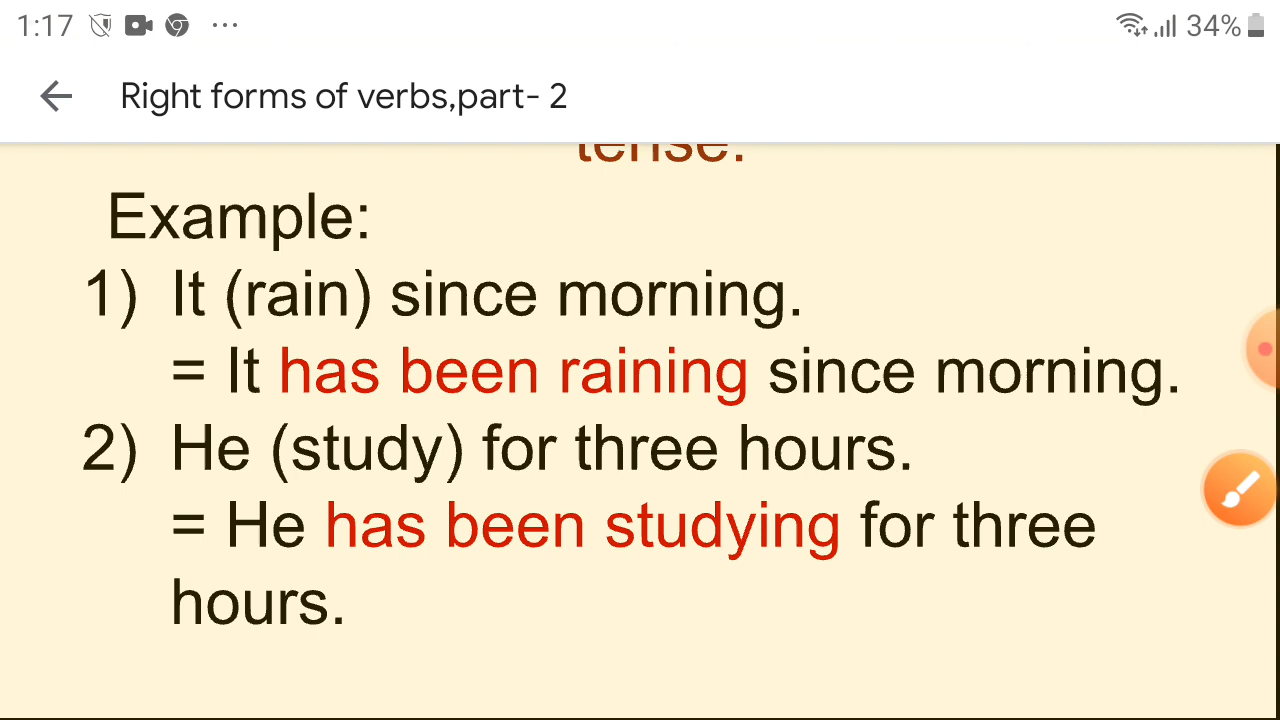 1:17 ... 34%
Right forms of verbs,part- 2
tense.
Example:
1) It (rain) since morning.
= It has been raining since morning.
2) He (study) for three hours.
= He has been studying for three
hours.